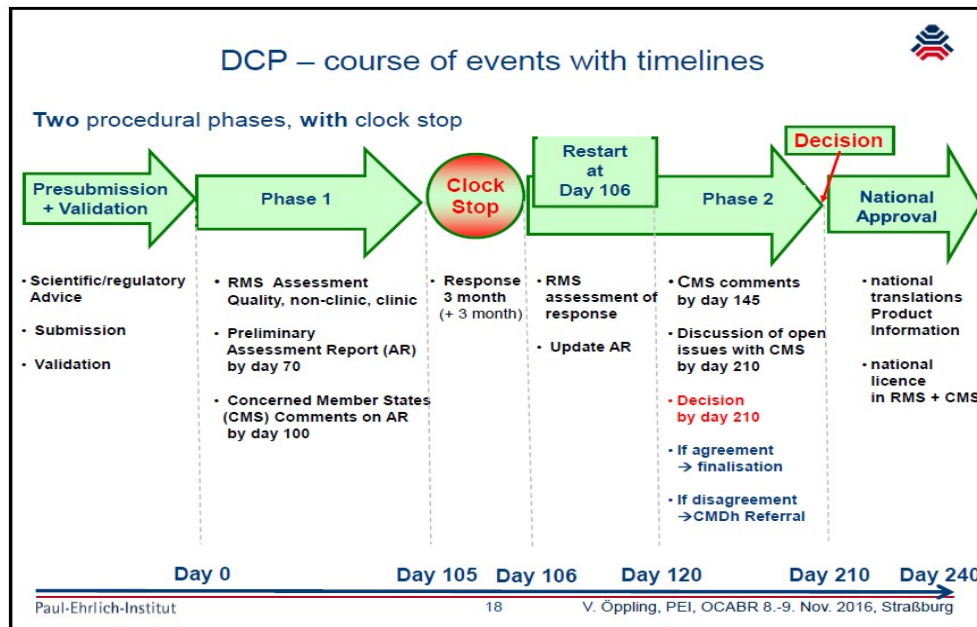 DCP – course of events with timelines
Two procedural phases, with clock stop
Presubmission
+ Validation
Phase 1
Clock
Stop
Restart
at
Day 106
Phase 2
Decision
National
Approval
• Scientific/regulatory
Advice
• Submission
• Validation
• RMS Assessment
Quality, non-clinic, clinic
• Preliminary
Assessment Report (AR)
by day 70
• Concerned Member States
(CMS) Comments on AR
by day 100
• Response
3 month
(+ 3 month)
• RMS
assessment of
response
• Update AR
• CMS comments
by day 145
• Discussion of open
issues with CMS
by day 210
• Decision
by day 210
• If agreement
→ finalisation
• If disagreement
→CMDh Referral
• national
translations
Product
Information
• national
licence
in RMS + CMS
Day 0
Day 105
Day 106
Day 120
Day 210
Day 240
Paul-Ehrlich-Institut
18
V. Öppling, PEI, OCABR 8.-9. Nov. 2016, Straßburg